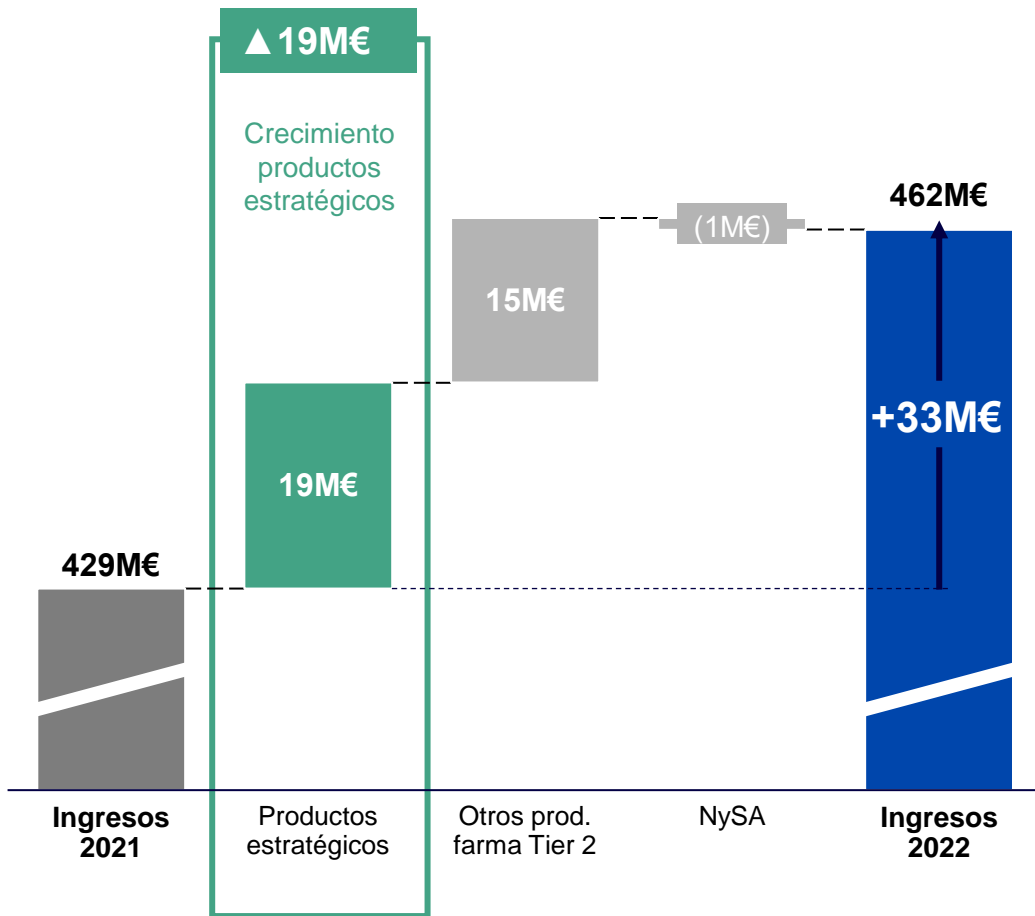 ▲ 19M€
Crecimiento
productos
estratégicos
462M€
(1M€)
15M€
+33M€
19M€
429M€
Ingresos
2021
Productos
estratégicos
Otros prod.
farma Tier 2
NySA
Ingresos
2022